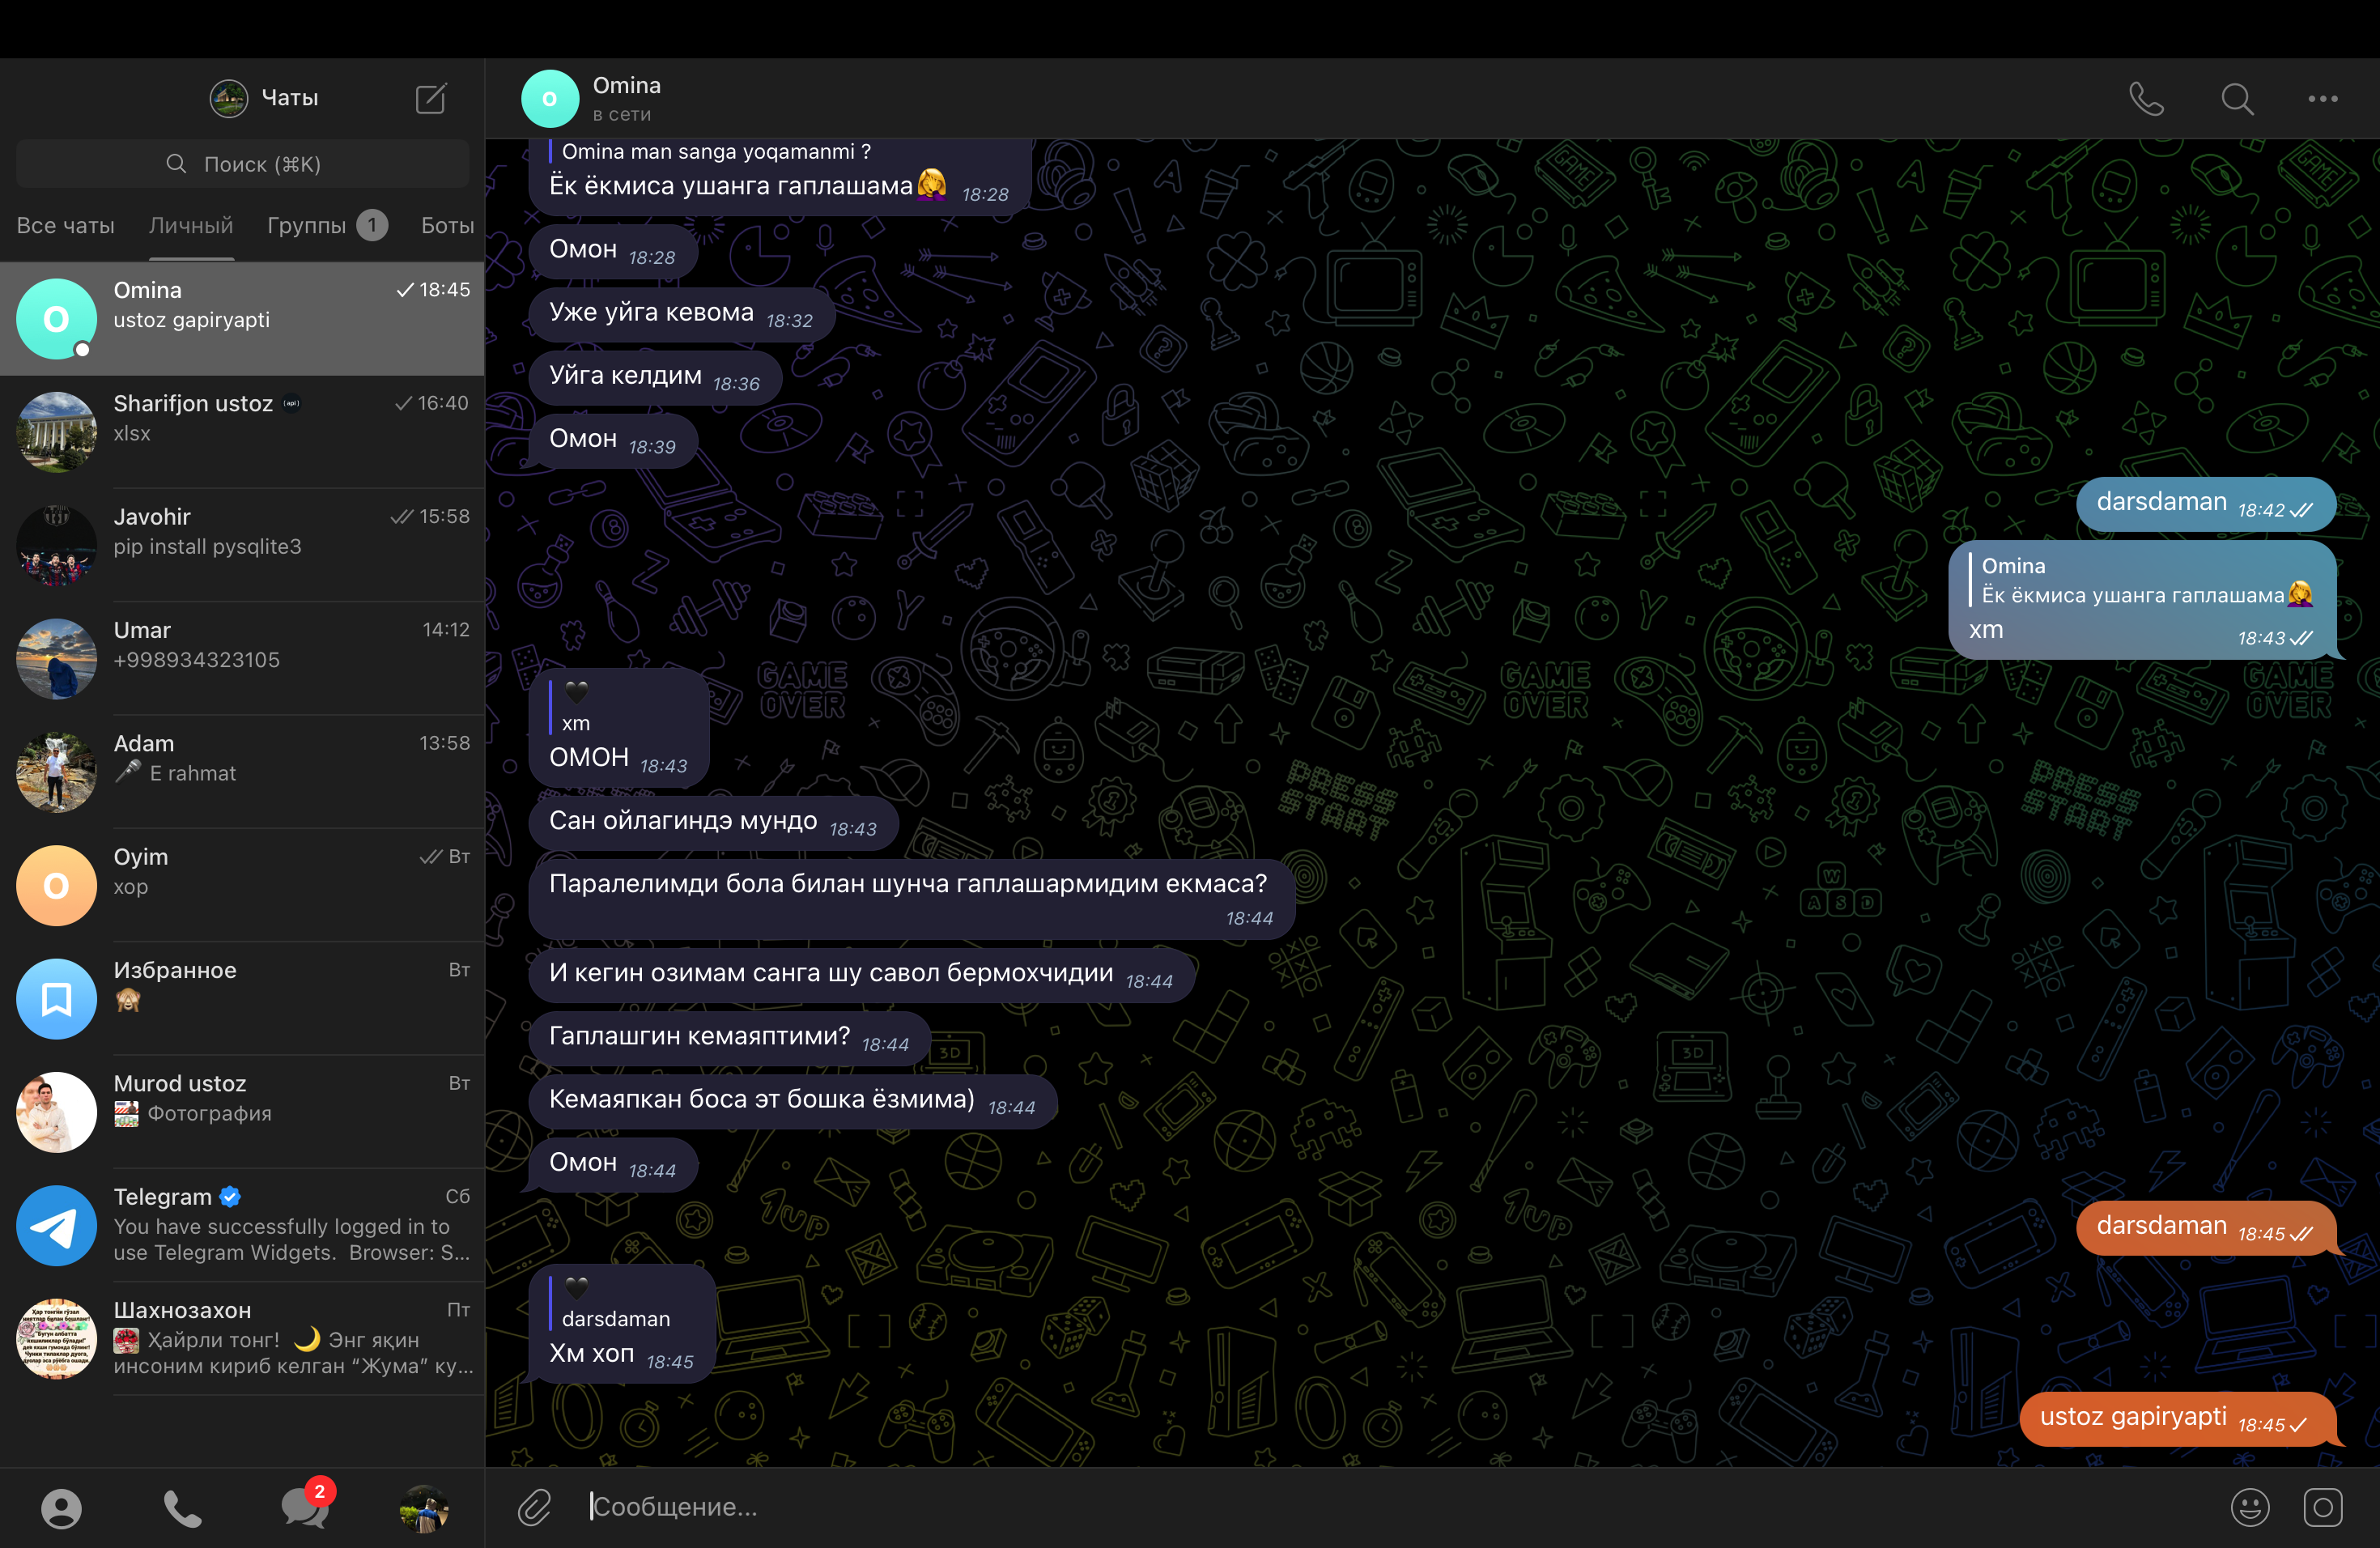 Чаты
Поиск (⌘K)
Все чаты
Личный
Группы 1
Боты
O
Omina
18:45
ustoz gapiryapti
Sharifjon ustoz
16:40
xlsx
Javohir
15:58
pip install pysqlite3
Umar
14:12
+998934323105
Adam
13:58
E rahmat
O
Oyim
Вт
xop
Избранное
Вт
Murod ustoz
Вт
Фотография
Telegram
Сб
You have successfully logged in to
use Telegram Widgets. Browser: S...
Шахнозахон
Пт
Ҳайрли тонг! 🌙 Энг яқин
инсоним кириб келган “Жума” ку...
2
O
Omina
в сети
Omina man sanga yoqamanmi ?
Ёк ёкмиса ушанга гаплашама🤦‍♀️ 18:28
Омон 18:28
Уже уйга кевома 18:32
Уйга келдим 18:36
Омон 18:39
darsdaman 18:42
Omina
Ёк ёкмиса ушанга гаплашама🤦‍♀️
xm
18:43
🖤
xm
ОМОН 18:43
Сан ойлагиндэ мундо 18:43
Паралелимди бола билан шунча гаплашармидим екмаса?
18:44
И кегин озимам санга шу савол бермохчидии 18:44
Гаплашгин кемаяптими? 18:44
Кемаяпкан боса эт бошка ёзмима) 18:44
Омон 18:44
darsdaman 18:45
🖤
darsdaman
Хм хоп 18:45
ustoz gapiryapti 18:45
Сообщение...
GAME OVER
PRESS START
1UP
3D